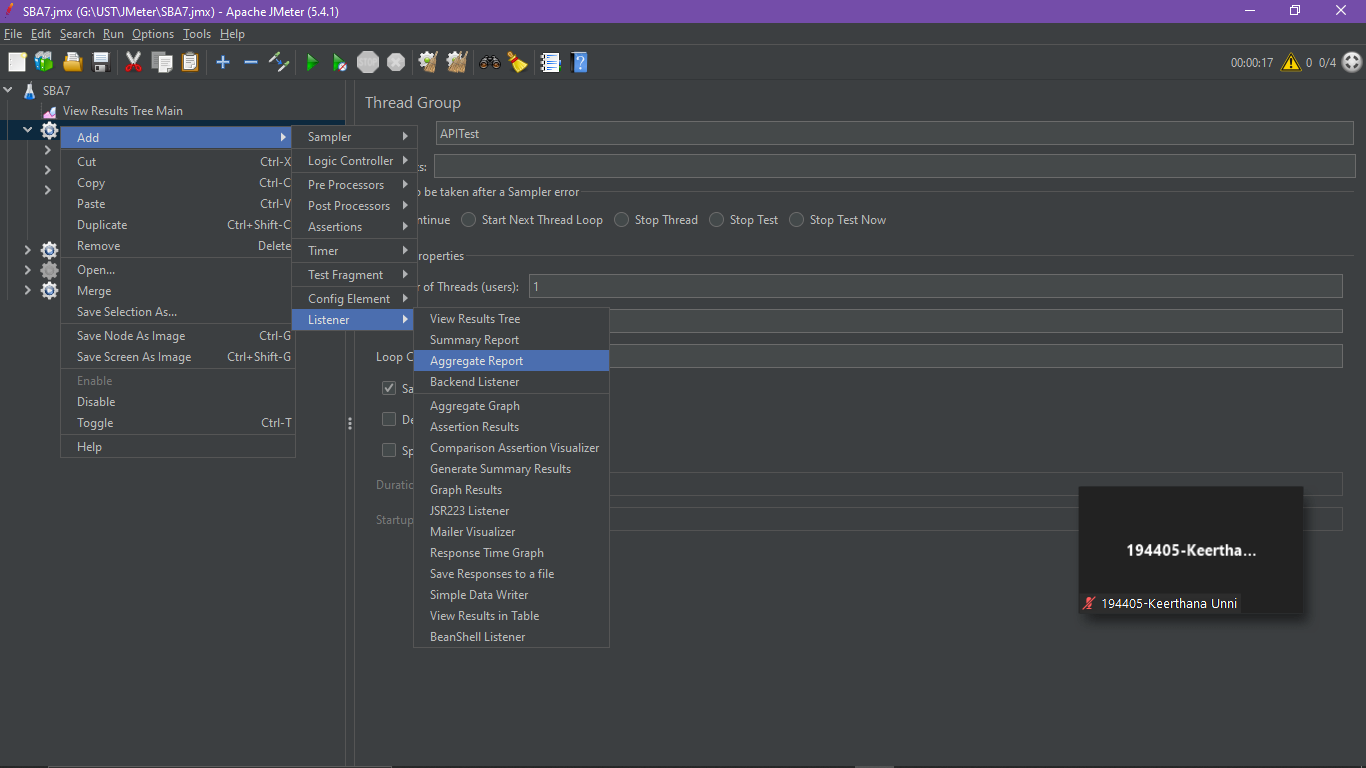 SBA7.jmx (G:\UST\JMeter\SBA7.jmx) - Apache JMeter (5.4.1)
File Edit Search Run Options Tools Help
STOP
00:00:17 0 0/4
SBA7
View Results Tree Main
Thread Group
APITest
s:
o be taken after a Sampler error
ntinue Start Next Thread Loop Stop Thread Stop Test Stop Test Now
roperties
r of Threads (users): 1
Loop C
Sa
De
Sp
Duratic
Startup
Add
Cut Ctrl-X
Copy Ctrl-C
Paste Ctrl-V
Duplicate Ctrl+Shift-C
Remove Delete
Open...
Merge
Save Selection As...
Save Node As Image Ctrl-G
Save Screen As Image Ctrl+Shift-G
Enable
Disable
Toggle Ctrl-T
Help
Sampler
Logic Controller
Pre Processors
Post Processors
Assertions
Timer
Test Fragment
Config Element
Listener
View Results Tree
Summary Report
Aggregate Report
Backend Listener
Aggregate Graph
Assertion Results
Comparison Assertion Visualizer
Generate Summary Results
Graph Results
JSR223 Listener
Mailer Visualizer
Response Time Graph
Save Responses to a file
Simple Data Writer
View Results in Table
BeanShell Listener
194405-Keertha...
194405-Keerthana Unni